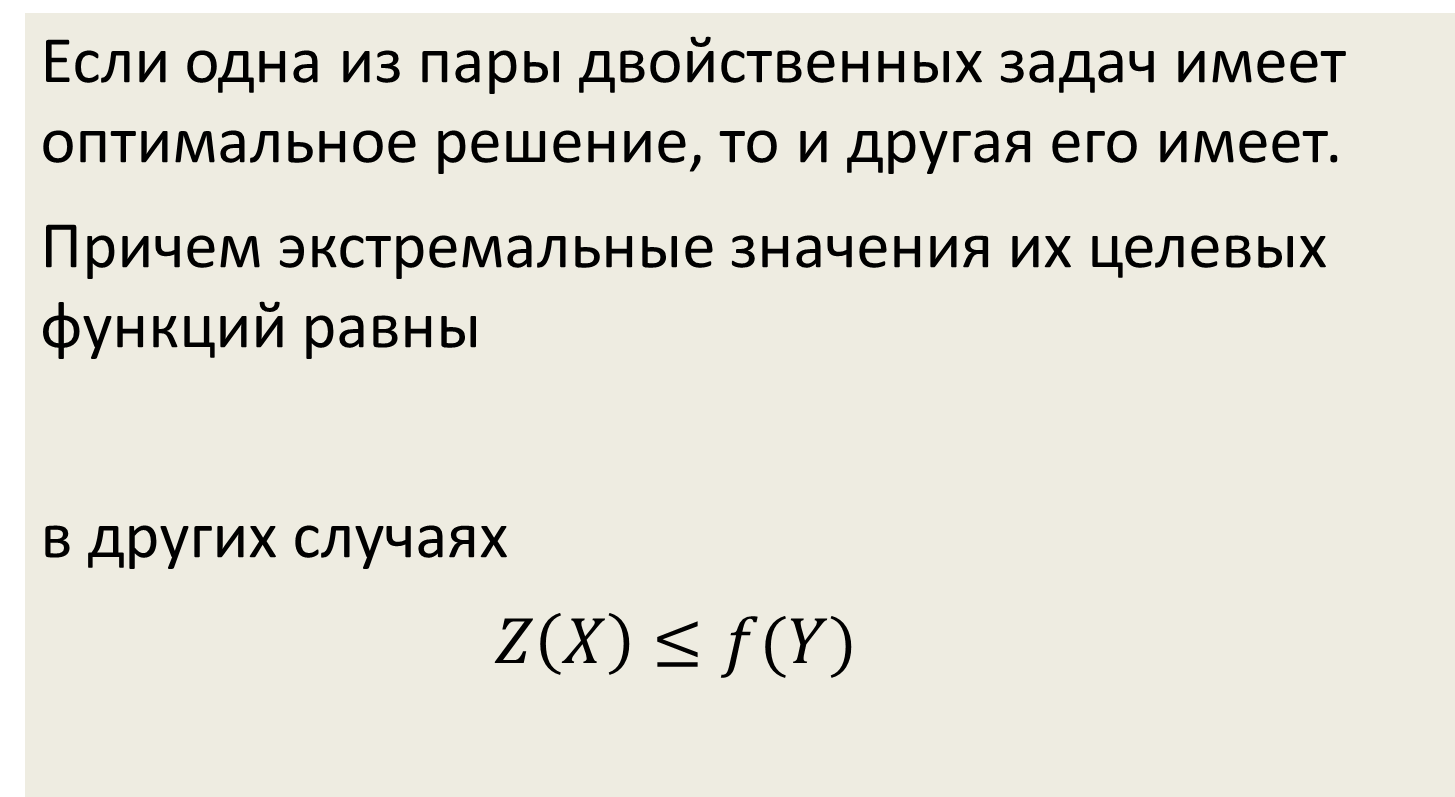 Если одна из пары двойственных задач имеет
оптимальное решение, то и другая его имеет.
Причем экстремальные значения их целевых
функций равны
в других случаях
Z(X) ≤ f(Y)